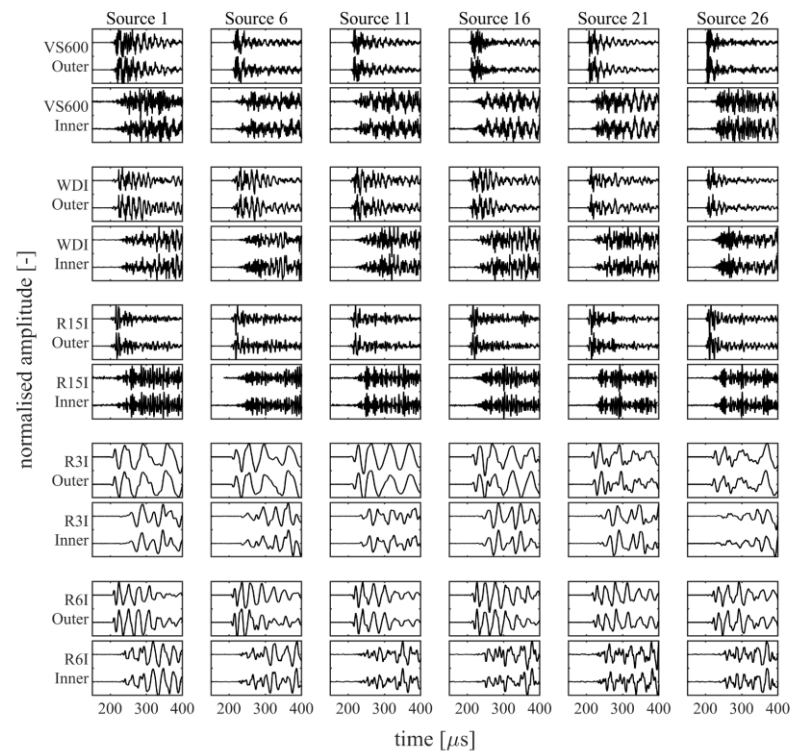 Source 1 Source 6 Source 11 Source 16 Source 21 Source 26
VS600
Outer
VS600
Inner
WDI
Outer
WDI
Inner
R15I
Outer
R15I
Inner
R3I
Outer
R3I
Inner
R6I
Outer
R6I
Inner
normalised amplitude [-]
200 300 400 200 300 400 200 300 400 200 300 400 200 300 400 200 300 400
time [μs]